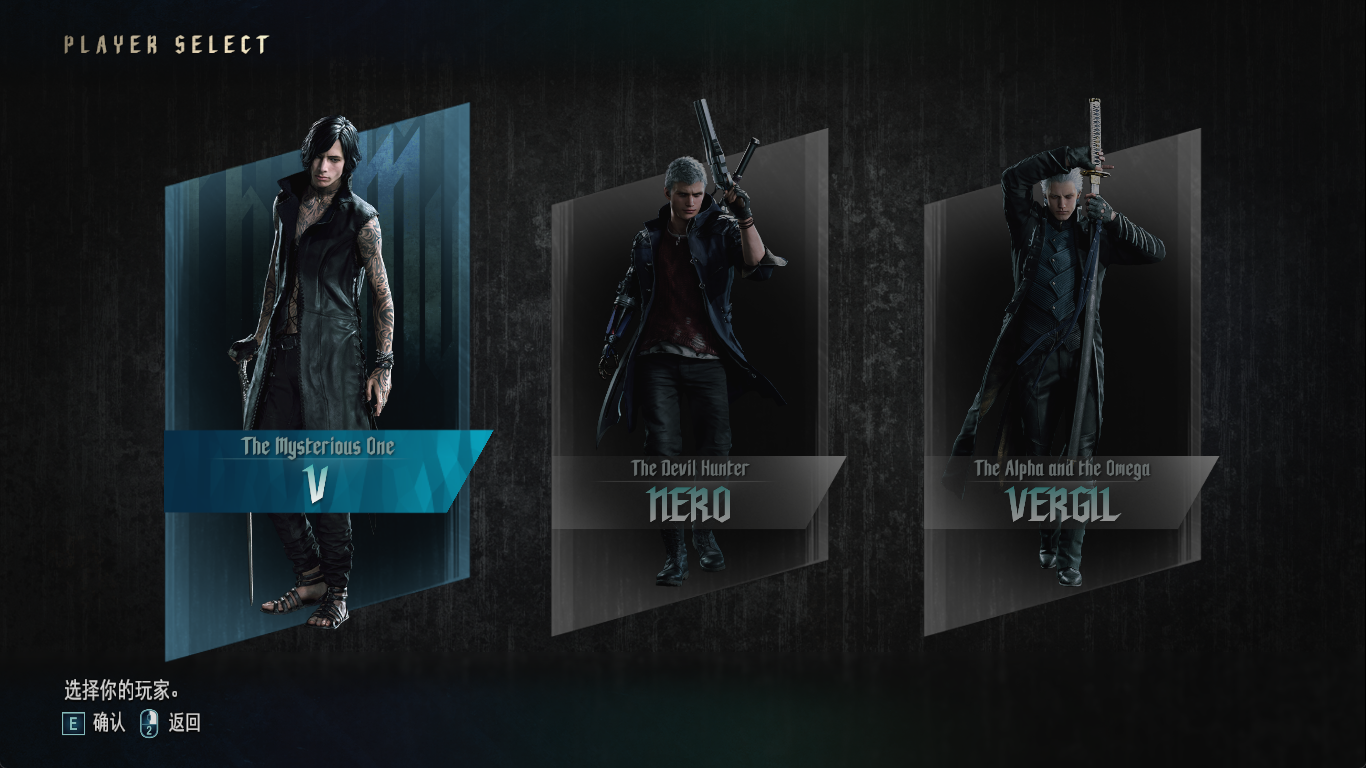 PLAYER SELECT
The Mysterious One
V
The Devil Hunter
NERO
The Alpha and the Omega
VERGIL
选择你的玩家。
E 确认 2 返回